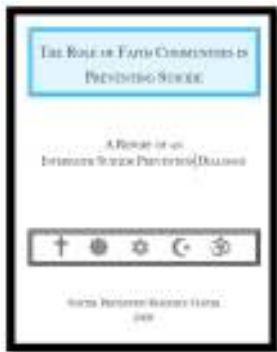 THE ROLE OF FAITH COMMUNITIES IN
PREVENTING SUICIDE
A REPORT OF AN
INTERFAITH SUICIDE PREVENTION DIALOGUE
SUICIDE PREVENTION RESOURCE CENTER
2009